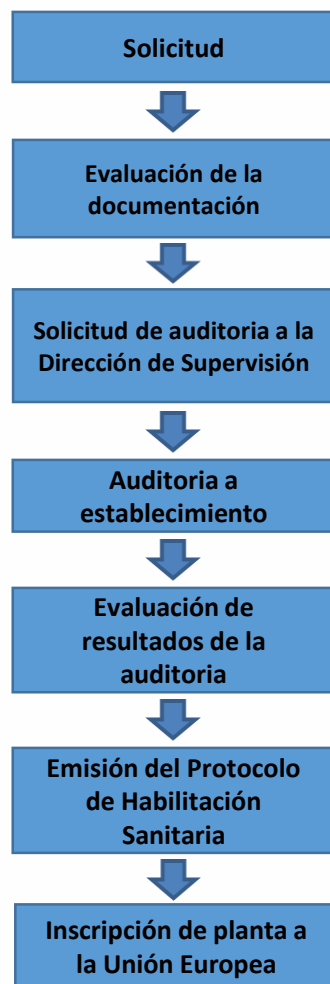 Solicitud
Evaluación de la
documentación
Solicitud de auditoria a la
Dirección de Supervisión
Auditoria a
establecimiento
Evaluación de
resultados de la
auditoria
Emisión del Protocolo
de Habilitación
Sanitaria
Inscripción de planta a
la Unión Europea